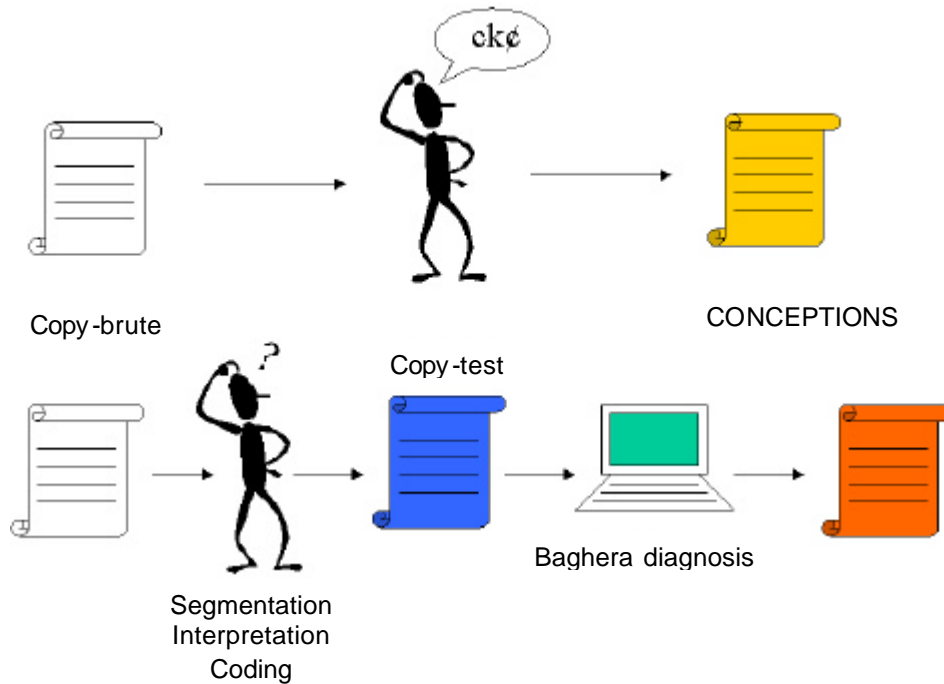 ck¢
Copy-brute
CONCEPTIONS
?
Copy-test
Baghera diagnosis
Segmentation
Interpretation
Coding